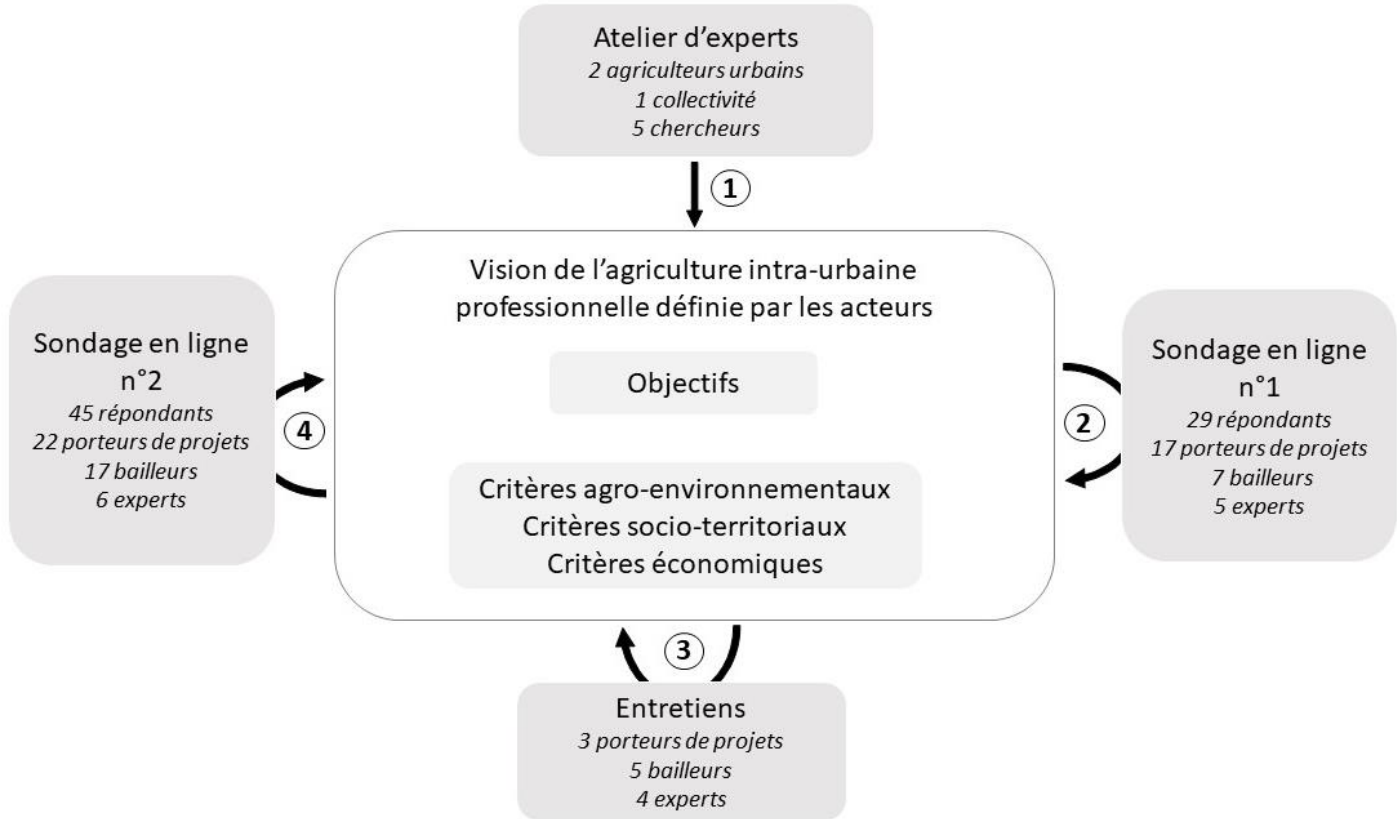 Atelier d'experts
2 agriculteurs urbains
1 collectivité
5 chercheurs
1
Vision de l'agriculture intra-urbaine
professionnelle définie par les acteurs
Objectifs
Critères agro-environnementaux
Critères socio-territoriaux
Critères économiques
2
Sondage en ligne
n°1
29 répondants
17 porteurs de projets
7 bailleurs
5 experts
3
Entretiens
3 porteurs de projets
5 bailleurs
4 experts
4
Sondage en ligne
n°2
45 répondants
22 porteurs de projets
17 bailleurs
6 experts